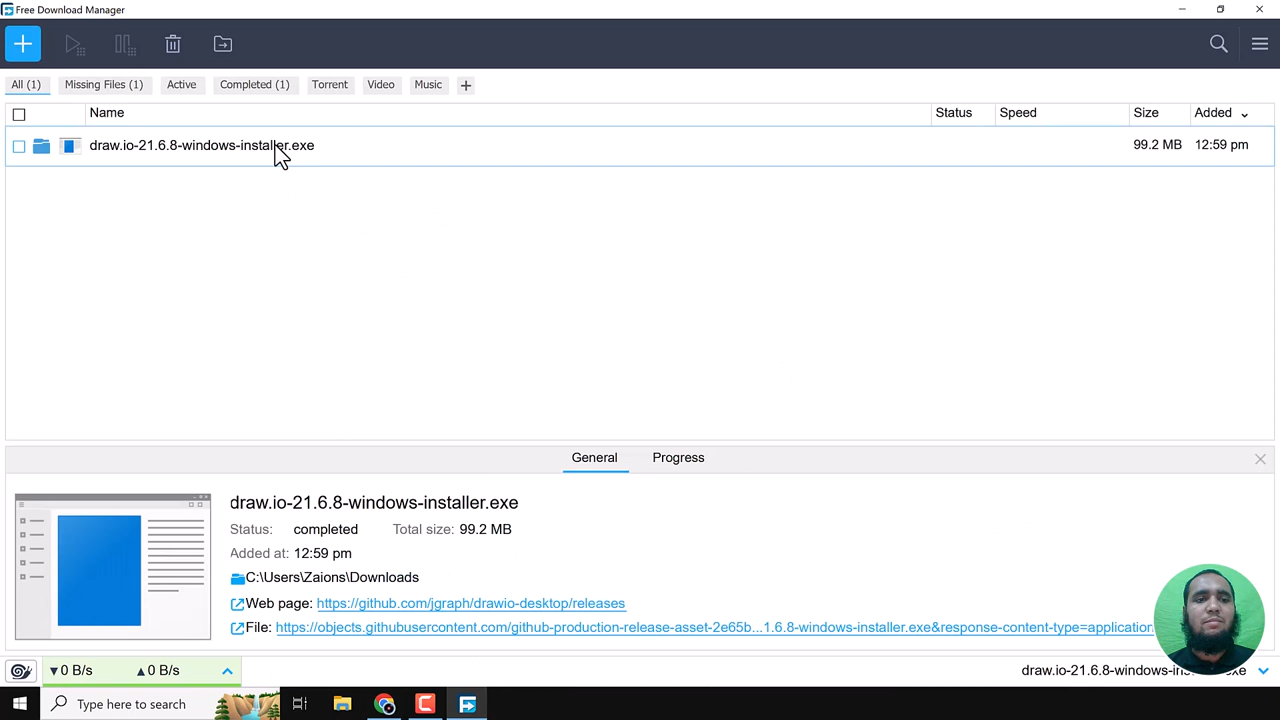 Free Download Manager
All (1) Missing Files (1) Active Completed (1) Torrent Video Music
Name Status Speed Size Added
draw.io-21.6.8-windows-installer.exe 99.2 MB 12:59 pm
General Progress
draw.io-21.6.8-windows-installer.exe
Status: completed Total size: 99.2 MB
Added at: 12:59 pm
C:\Users\Zaions\Downloads
Web page: https://github.com/jgraph/drawio-desktop/releases
File: https://objects.githubusercontent.com/github-production-release-asset-2e65b...1.6.8-windows-installer.exe&response-content-type=application
▼0 B/s ▲0 B/s draw.io-21.6.8-windows-
Type here to search